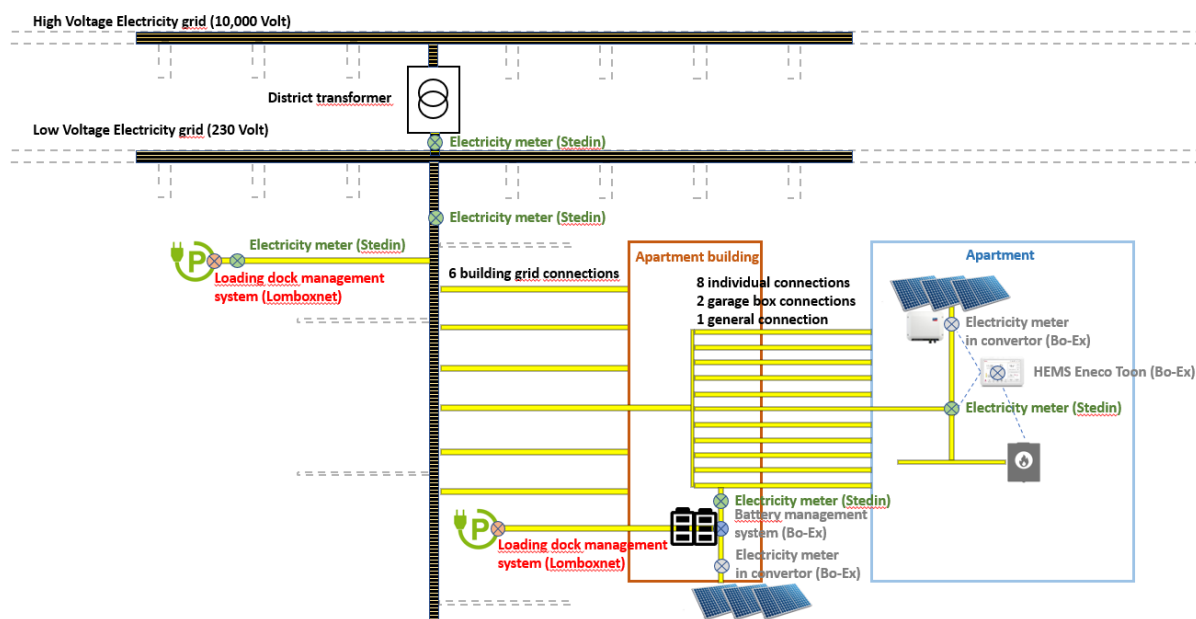 High Voltage Electricity grid (10,000 Volt)
District transformer
Low Voltage Electricity grid (230 Volt)
Electricity meter (Stedin)
Electricity meter (Stedin)
Electricity meter (Stedin)
P
Loading dock management
system (Lomboxnet)
6 building grid connections
Apartment building
8 individual connections
2 garage box connections
1 general connection
Apartment
Electricity meter
in convertor (Bo-Ex)
HEMS Eneco Toon (Bo-Ex)
Electricity meter (Stedin)
Electricity meter (Stedin)
Battery management
system (Bo-Ex)
P
Loading dock management
system (Lomboxnet)
Electricity meter
in convertor (Bo-Ex)